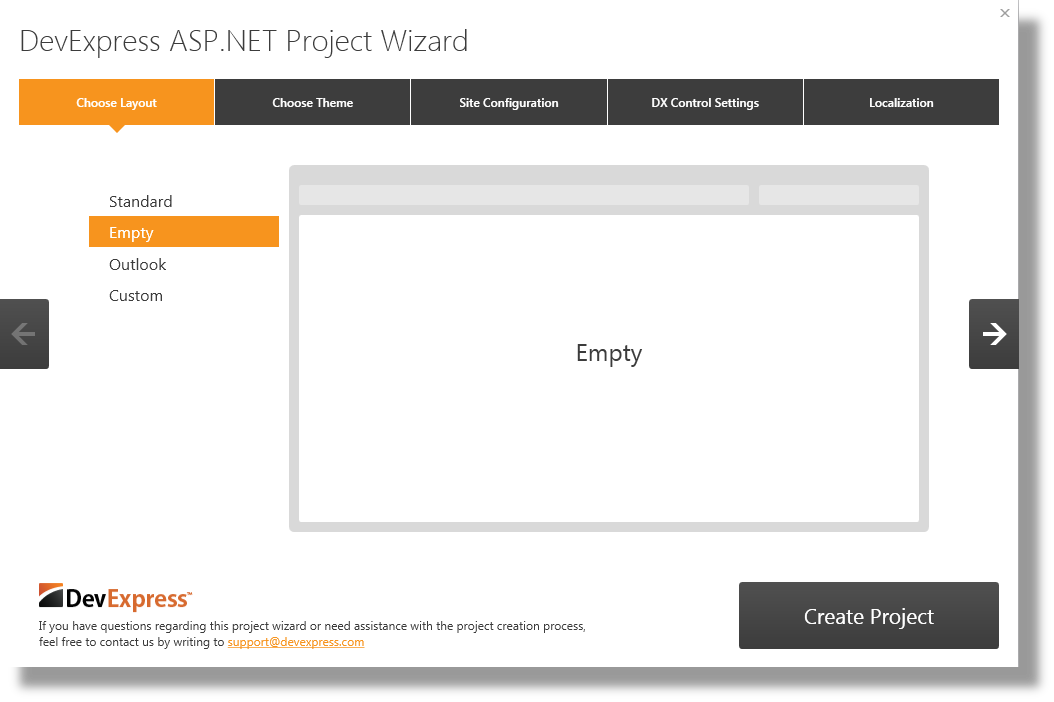 DevExpress ASP.NET Project Wizard
Choose Layout
Choose Theme
Site Configuration
DX Control Settings
Localization
Standard
Empty
Outlook
Custom
Empty
DevExpress™
If you have questions regarding this project wizard or need assistance with the project creation process,
feel free to contact us by writing to support@devexpress.com
Create Project